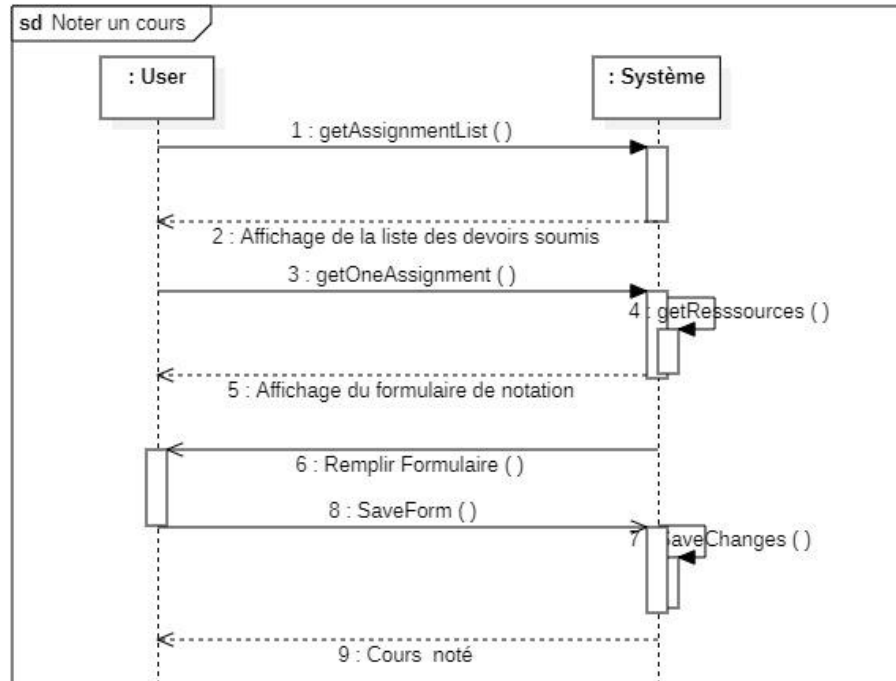 sd Noter un cours
: User
: Système
1 : getAssignmentList ( )
2 : Affichage de la liste des devoirs soumis
3 : getOneAssignment ( )
4 : getResssources ( )
5 : Affichage du formulaire de notation
6 : Remplir Formulaire ( )
8 : SaveForm ( )
7 : SaveChanges ( )
9 : Cours noté